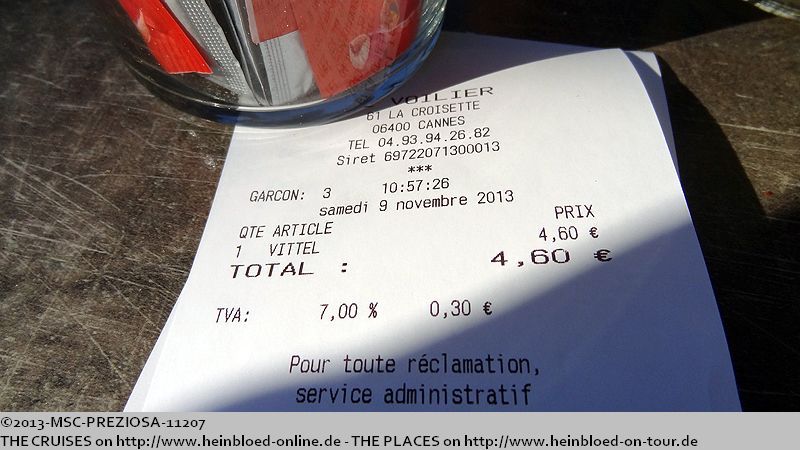 VOILIER
61 LA CROISETTE
06400 CANNES
TEL 04.93.94.26.82
Siret 69722071300013
***
GARCON: 3 10:57:26
samedi 9 novembre 2013
QTE ARTICLE PRIX
1 VITTEL 4,60 €
TOTAL : 4,60 €
TVA: 7,00 % 0,30 €
Pour toute réclamation,
service administratif
©2013-MSC-PREZIOSA-11207
THE CRUISES on http://www.heinbloed-online.de - THE PLACES on http://www.heinbloed-on-tour.de